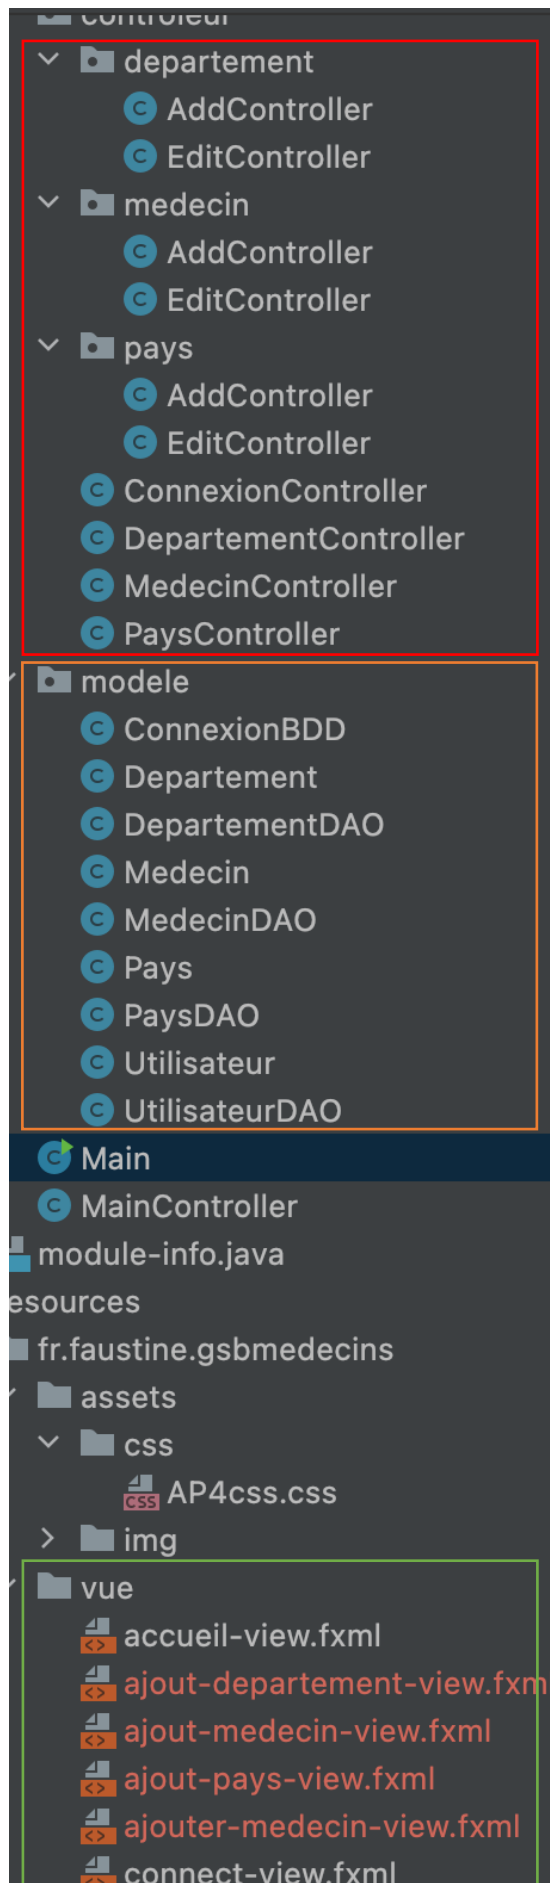 controleur
departement
AddController
EditController
medecin
AddController
EditController
pays
AddController
EditController
ConnexionController
DepartementController
MedecinController
PaysController
modele
ConnexionBDD
Departement
DepartementDAO
Medecin
MedecinDAO
Pays
PaysDAO
Utilisateur
UtilisateurDAO
Main
MainController
module-info.java
esources
fr.faustine.gsbmedecins
assets
css
AP4css.css
img
vue
accueil-view.fxml
ajout-departement-view.fxm
ajout-medecin-view.fxml
ajout-pays-view.fxml
ajouter-medecin-view.fxml
connect-view.fxml